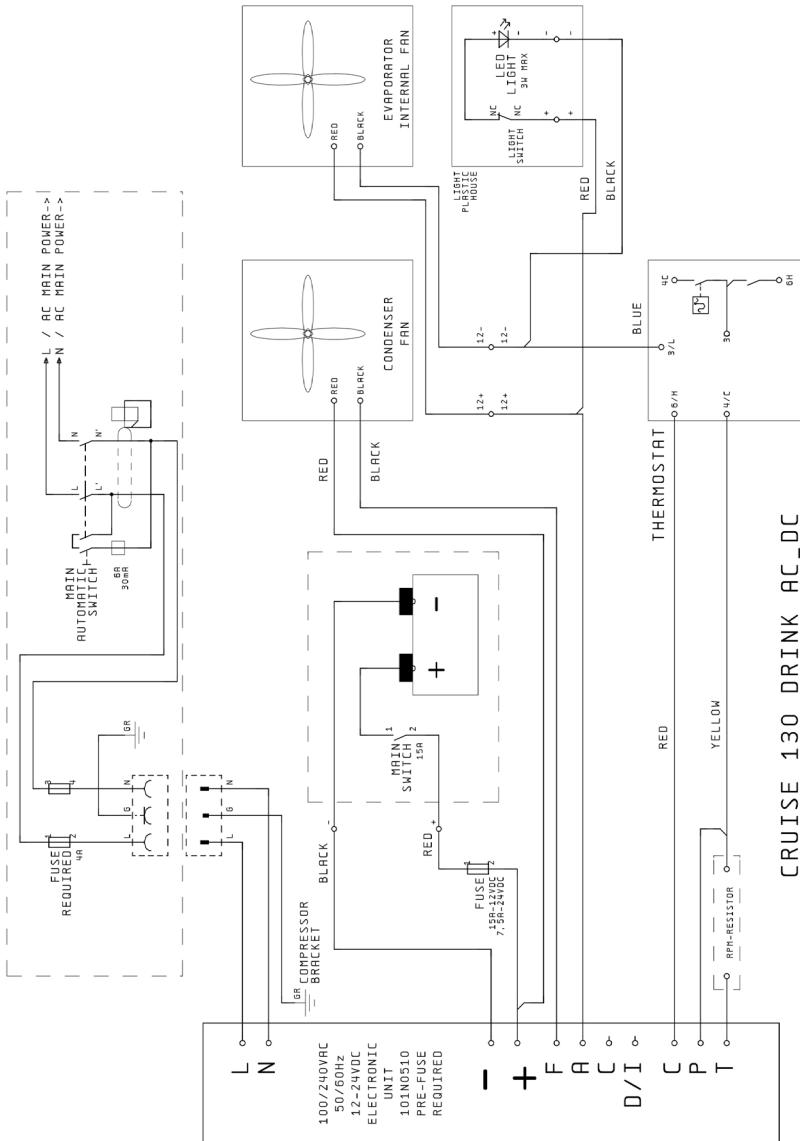 L / AC MAIN POWER->
N / AC MAIN POWER->
L
L'
N
N'
MAIN
AUTOMATIC
SWITCH
6A
30mA
FUSE
REQUIRED
4A
1
2
3
4
GR
L
G
N
L
G
N
GR
COMPRESSOR
BRACKET
EVAPORATOR
INTERNAL FAN
RED
BLACK
CONDENSER
FAN
RED
BLACK
RED
BLACK
LED
LIGHT
3W MAX
+
-
-
-
NC
NC
+
+
LIGHT
SWITCH
LIGHT
PLASTIC
HOUSE
RED
BLACK
12-
12-
12+
12+
BLUE
THERMOSTAT
3/L
6/H
4/C
4C
3
6H
MAIN
SWITCH
15A
1
2
+
-
BLACK
-
RED
+
FUSE
15A-12VDC
7,5A-24VDC
1
2
RED
YELLOW
RPM-RESISTOR
100/240VAC
50/60Hz
12-24VDC
ELECTRONIC
UNIT
101N0510
PRE-FUSE
REQUIRED
L
N
-
+
F
A
C
D/I
C
P
T
CRUISE 130 DRINK AC_DC